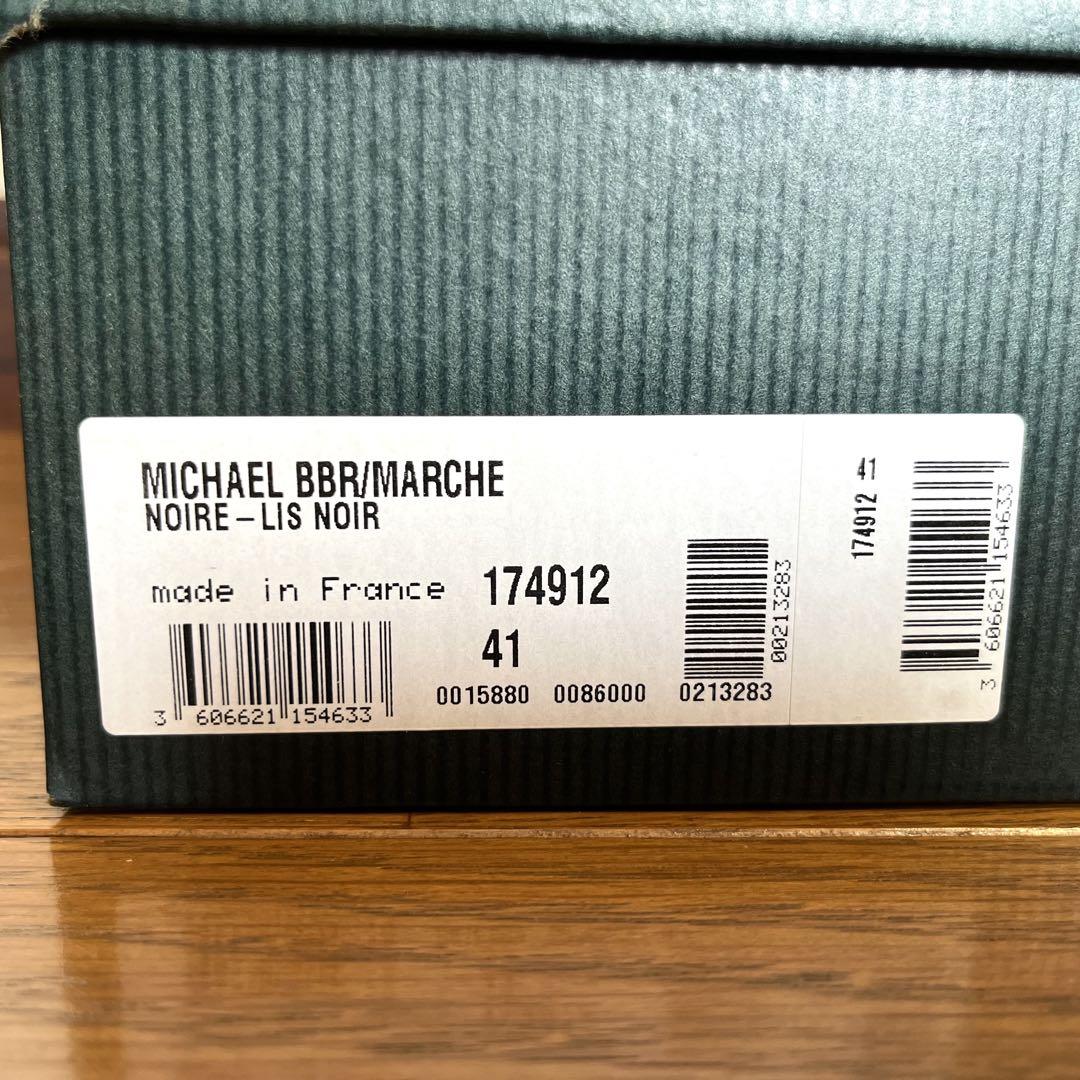 MICHAEL BBR/MARCHE
NOIRE-LIS NOIR
made in France 174912
41
3 606621 154633
0015880 0086000 0213283
00213283
174912 41
3 606621 154633